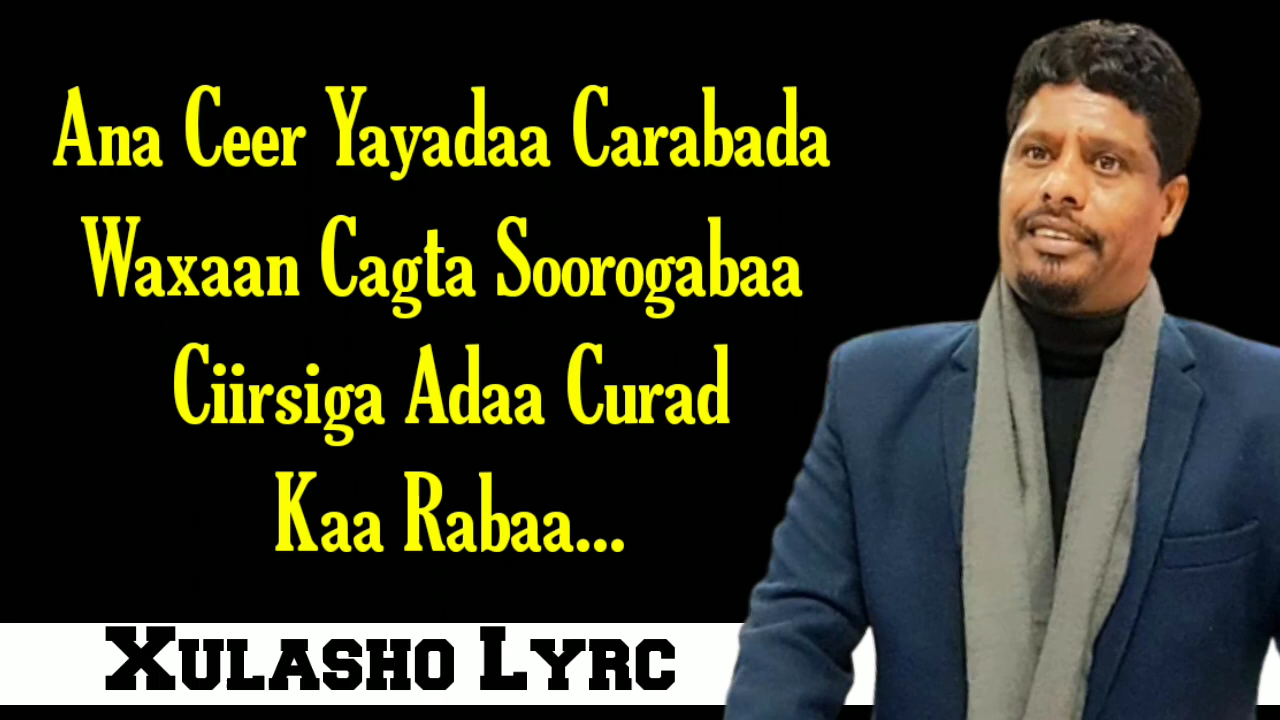 Ana Ceer Yayadaa Carabada
Waxaan Cagta Soorogabaa
Ciirsiga Adaa Curad
Kaa Rabaa...
Xulasho Lyrc